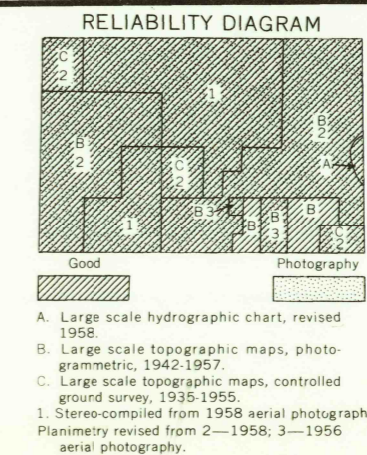 RELIABILITY DIAGRAM
C
2
1
B
2
B
2
A
C
2
1
B 3
B
B
3
B
C
2
Good
Photography
A. Large scale hydrographic chart, revised
1958.
B. Large scale topographic maps, photo-
grammetric, 1942-1957.
C. Large scale topographic maps, controlled
ground survey, 1935-1955.
1. Stereo-compiled from 1958 aerial photograph
Planimetry revised from 2—1958; 3—1956
aerial photography.